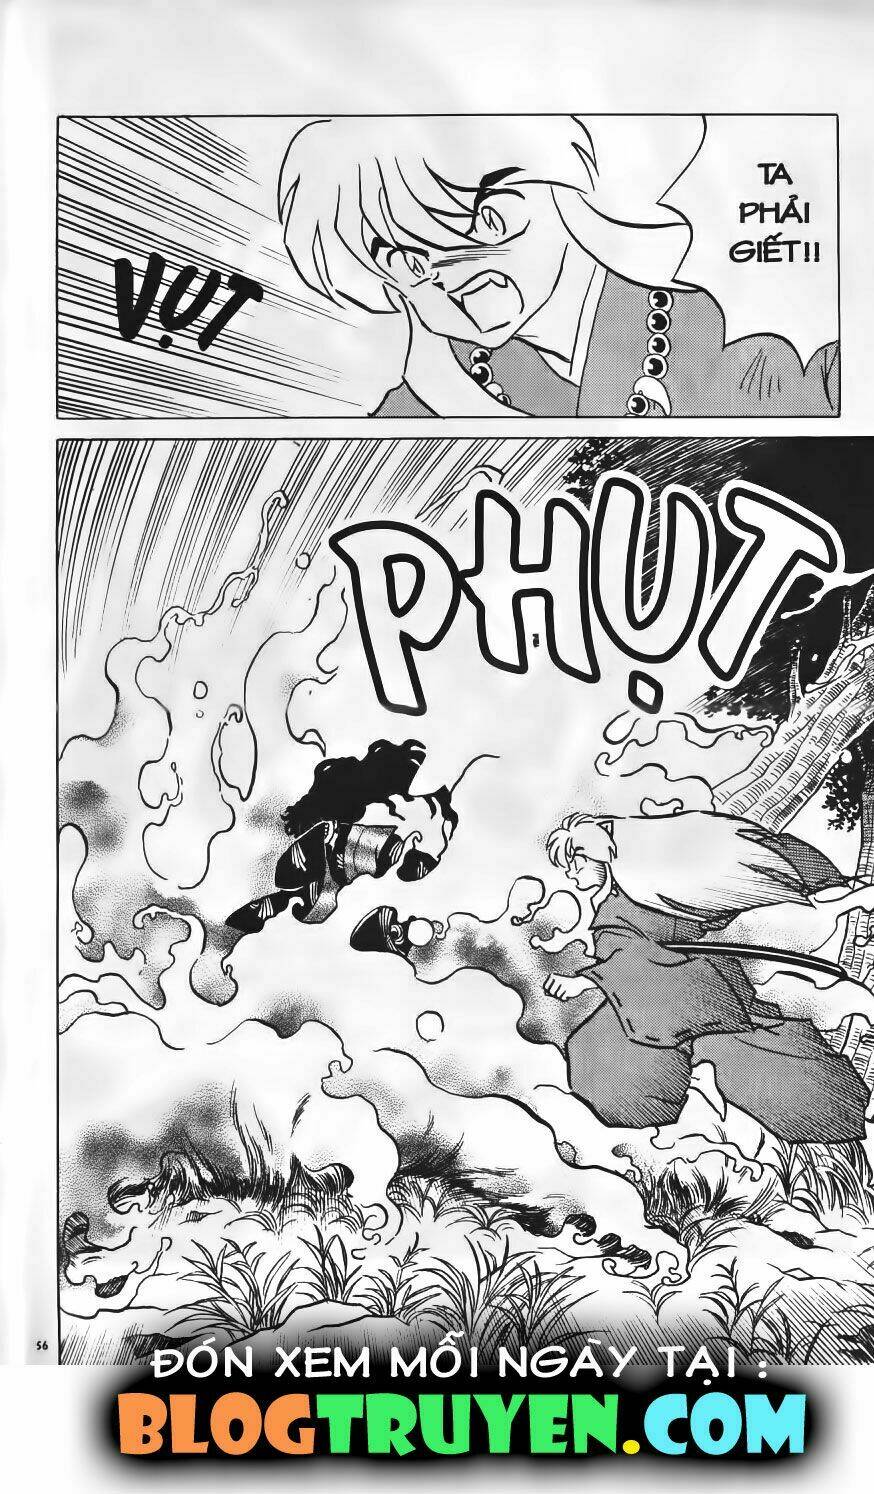 TA
PHẢI
GIẾT!!
VỤT
PHỤT
56
ĐÓN XEM MỖI NGÀY TẠI :
BLOGTRUYEN.COM